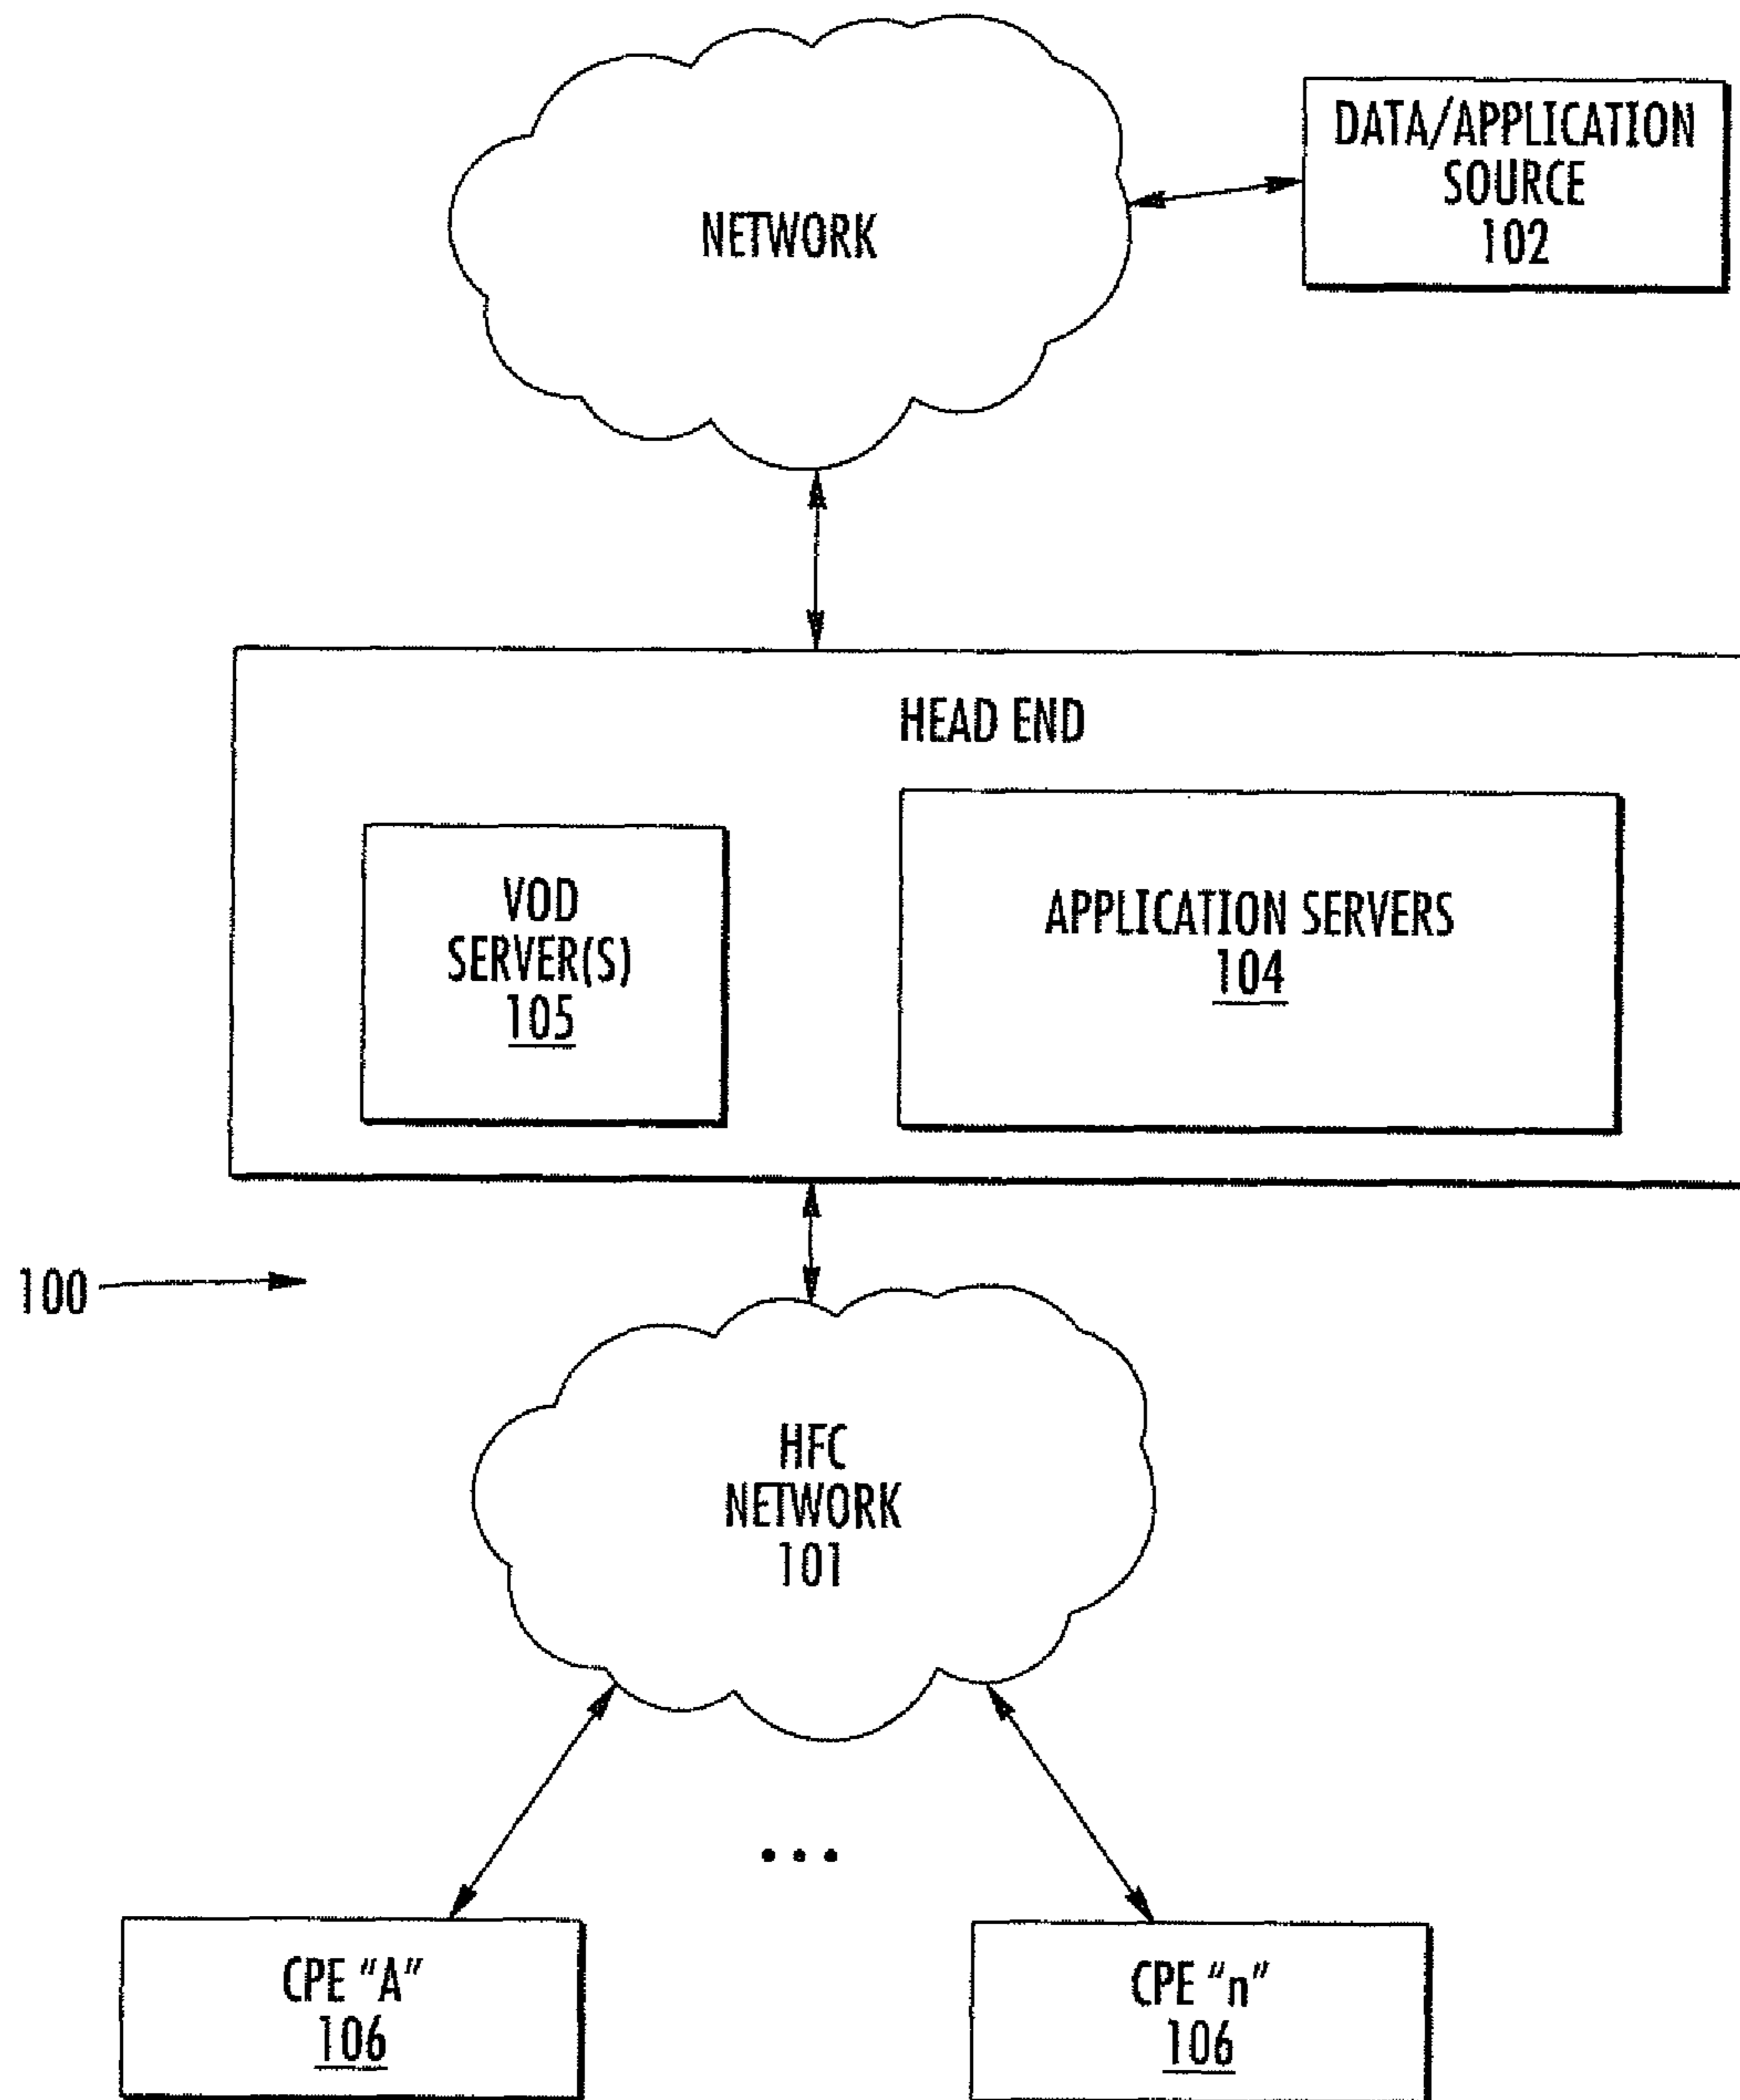 DATA/APPLICATION
SOURCE
102
NETWORK
HEAD END
VOD
SERVER(S)
105
APPLICATION SERVERS
104
100
HFC
NETWORK
101
CPE "A"
106
CPE "n"
106